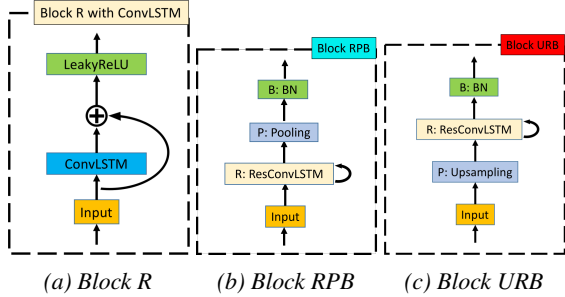 Block R with ConvLSTM
LeakyReLU
ConvLSTM
Input
(a) Block R
Block RPB
B: BN
P: Pooling
R: ResConvLSTM
Input
(b) Block RPB
Block URB
B: BN
R: ResConvLSTM
P: Upsampling
Input
(c) Block URB